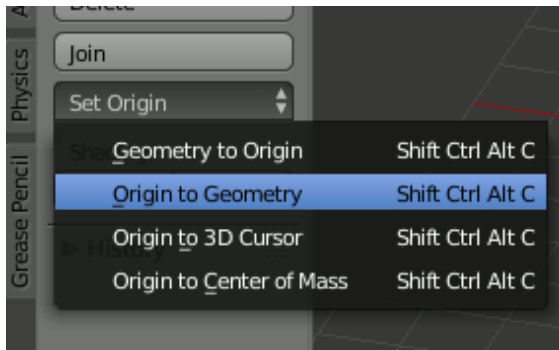 Delete
Join
Set Origin
Geometry to Origin Shift Ctrl Alt C
Origin to Geometry Shift Ctrl Alt C
Origin to 3D Cursor Shift Ctrl Alt C
Origin to Center of Mass Shift Ctrl Alt C
History
Physics
Grease Pencil